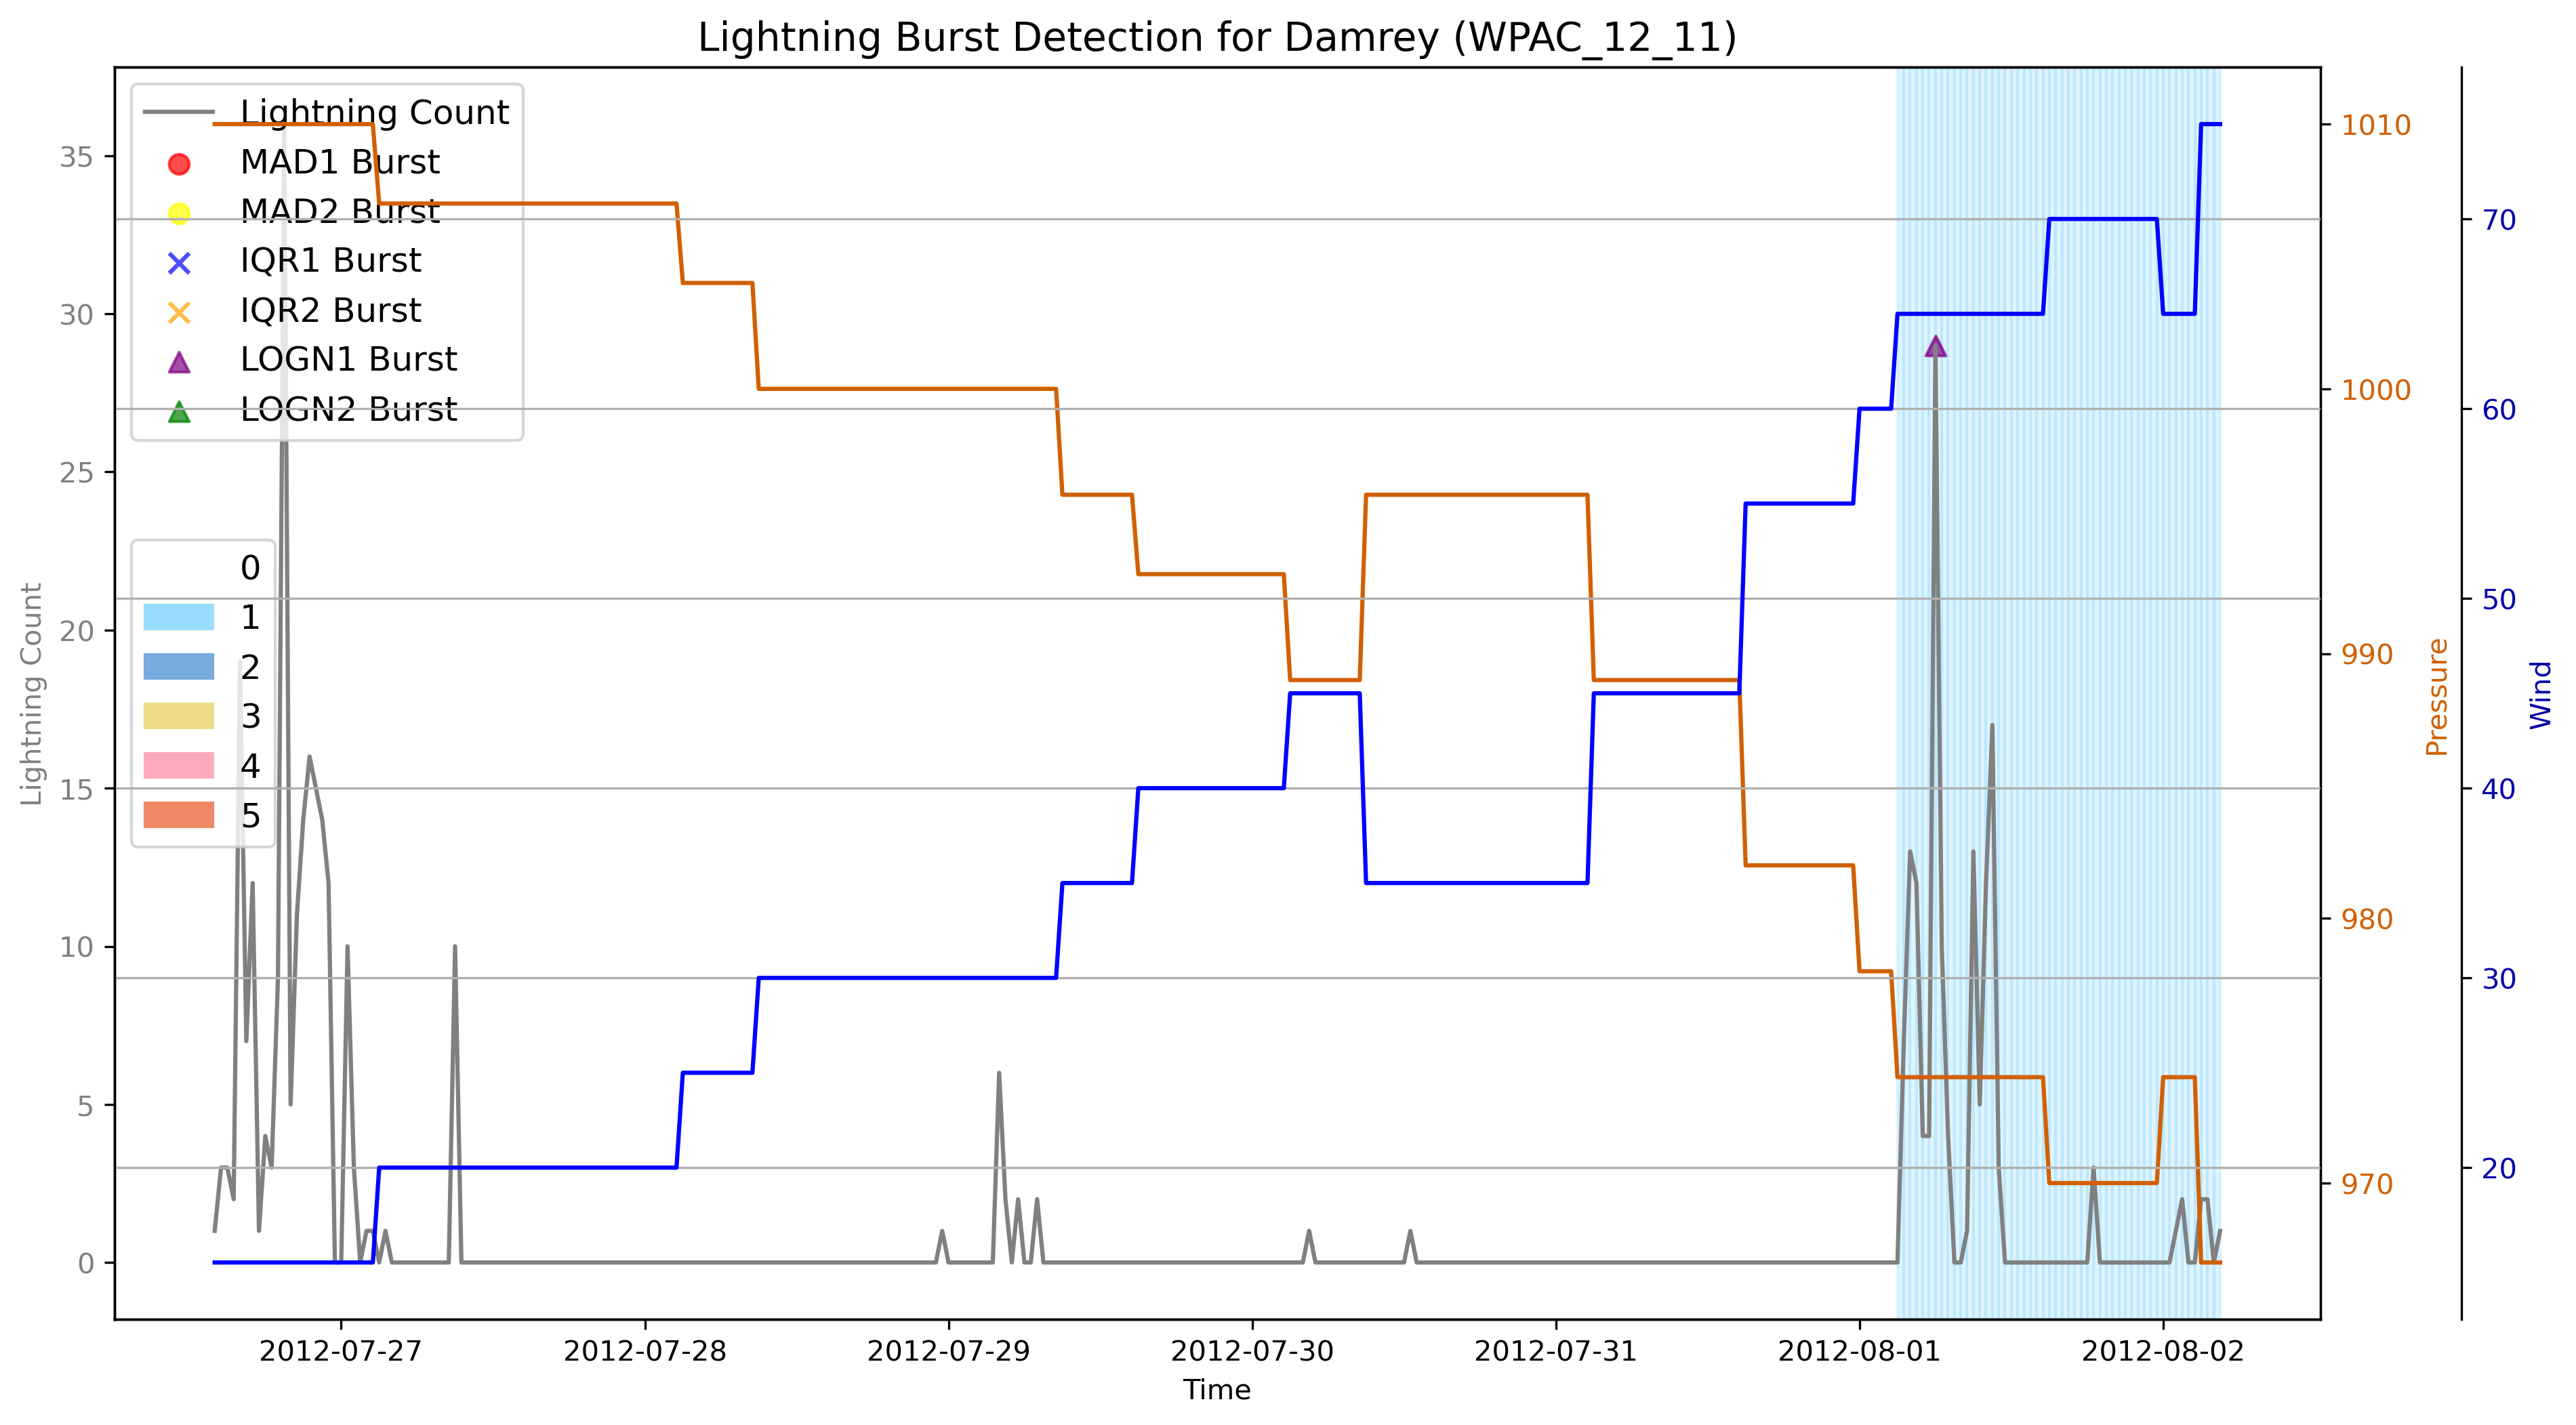 Lightning Burst Detection for Damrey (WPAC_12_11)
Lightning Count
MAD1 Burst
MAD2 Burst
IQR1 Burst
IQR2 Burst
LOGN1 Burst
LOGN2 Burst
0
1
2
3
4
5
Lightning Count
35
30
25
20
15
10
5
0
1010
1000
990
980
970
Pressure
70
60
50
40
30
20
Wind
2012-07-27
2012-07-28
2012-07-29
2012-07-30
2012-07-31
2012-08-01
2012-08-02
Time